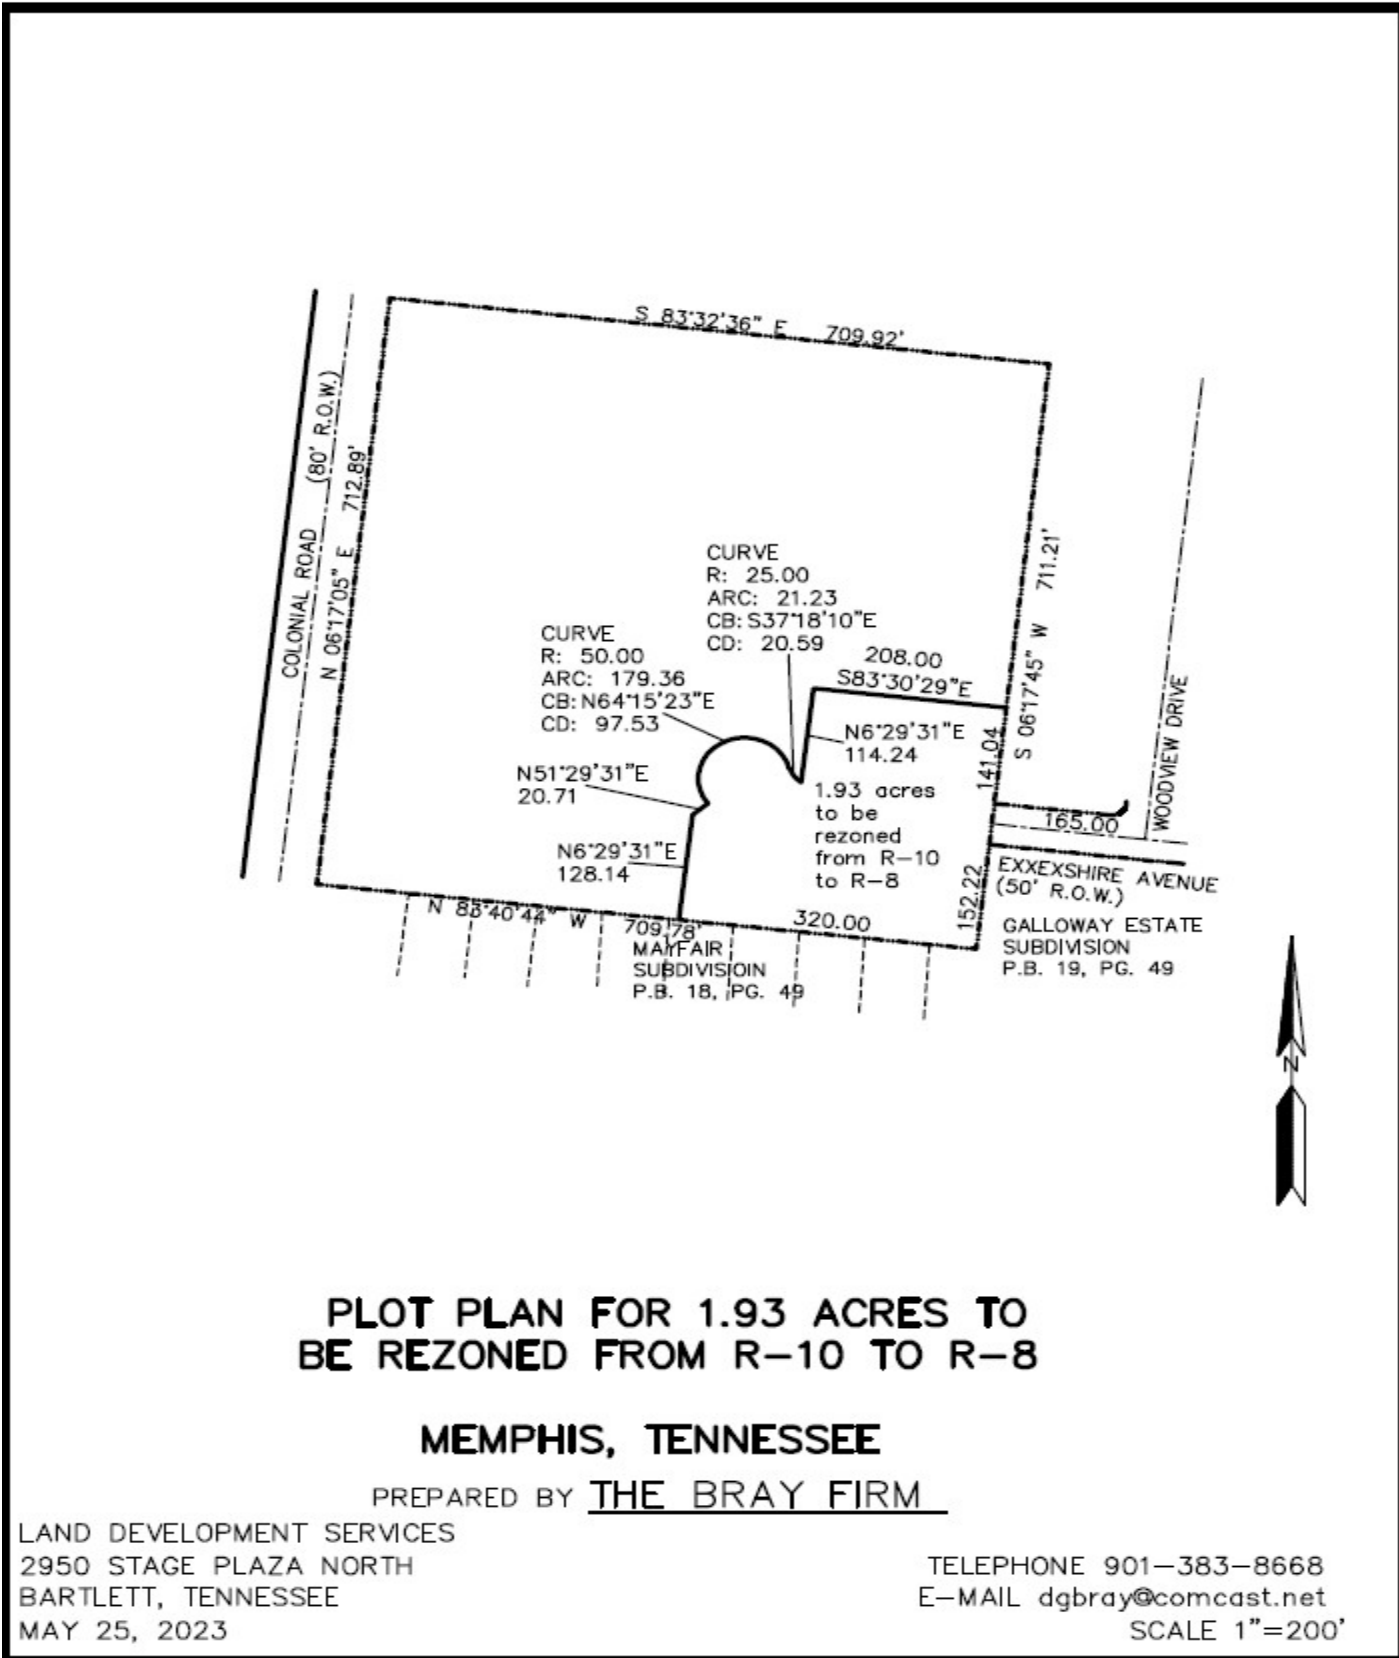 S 83°32'36" E 709.92'
COLONIAL ROAD (80' R.O.W.)
N 06°17'05" E 712.89'
S 06°17'45" W 711.21'
WOODVIEW DRIVE
CURVE
R: 25.00
ARC: 21.23
CB: S37°18'10"E
CD: 20.59
CURVE
R: 50.00
ARC: 179.36
CB: N64°15'23"E
CD: 97.53
208.00
S83°30'29"E
N6°29'31"E
114.24
141.04
N51°29'31"E
20.71
1.93 acres
to be
rezoned
from R-10
to R-8
165.00
N6°29'31"E
128.14
EXXEXSHIRE AVENUE
(50' R.O.W.)
152.22
N 83°40'44" W 709.78'
320.00
MAYFAIR
SUBDIVISIOIN
P.B. 18, PG. 49
GALLOWAY ESTATE
SUBDIVISION
P.B. 19, PG. 49
N
PLOT PLAN FOR 1.93 ACRES TO
BE REZONED FROM R-10 TO R-8
MEMPHIS, TENNESSEE
PREPARED BY THE BRAY FIRM
LAND DEVELOPMENT SERVICES
2950 STAGE PLAZA NORTH
BARTLETT, TENNESSEE
MAY 25, 2023
TELEPHONE 901-383-8668
E-MAIL dgbray@comcast.net
SCALE 1"=200'